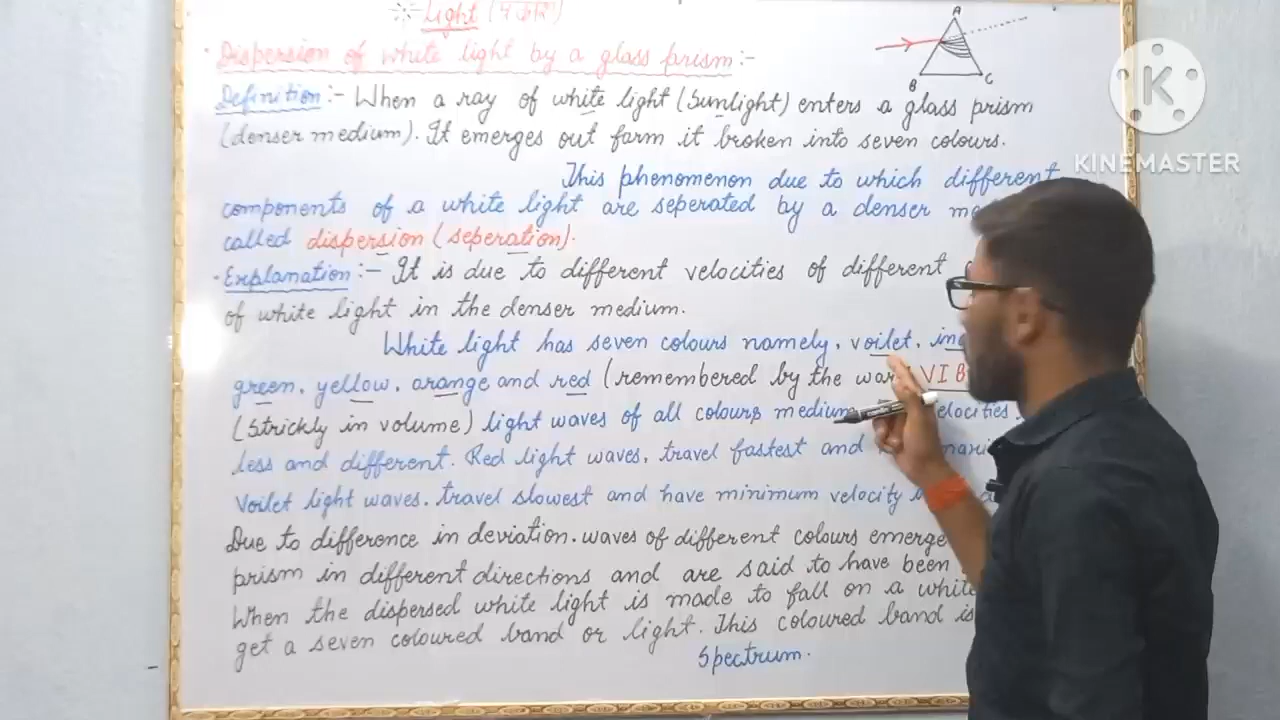 Light (प्रकाश)
Dispersion of white light by a glass prism:-
A
B
C
Definition:- When a ray of white light (Sunlight) enters a glass prism
(denser medium). It emerges out farm it broken into seven colours.
This phenomenon due to which different
components of a white light are seperated by a denser
called dispersion (seperation).
Explanation:- It is due to different velocities of different
of white light in the denser medium.
White light has seven colours namely, voilet,
green, yellow, orange and red (remembered by the word VIB
(Strickly in volume) light waves of all colours medium
less and different. Red light waves, travel fastest and
Voilet light waves, travel slowest and have minimum velocity
Due to difference in deviation. waves of different colours emerge
prism in different directions and are said to have been
When the dispersed white light is made to fall on a white
get a seven coloured band or light. This coloured band is
Spectrum.
K
KINEMASTER